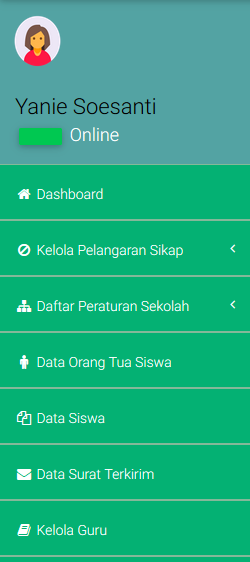 Yanie Soesanti
Online
Dashboard
Kelola Pelangaran Sikap
Daftar Peraturan Sekolah
Data Orang Tua Siswa
Data Siswa
Data Surat Terkirim
Kelola Guru